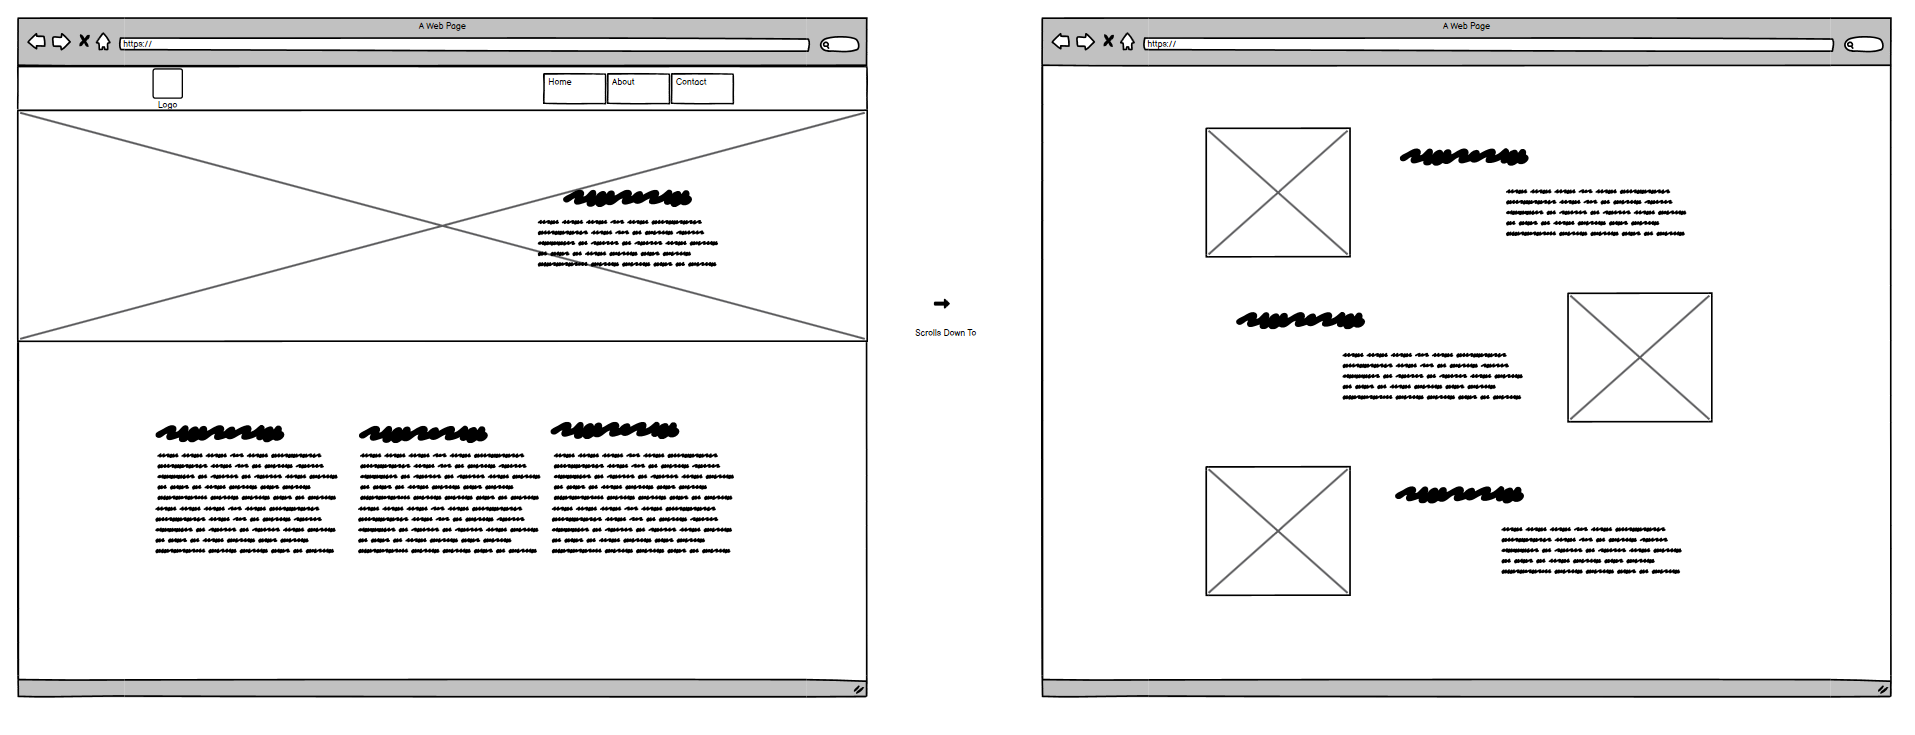 A Web Page
https://
Logo
Home
About
Contact
Scrolls Down To
A Web Page
https://